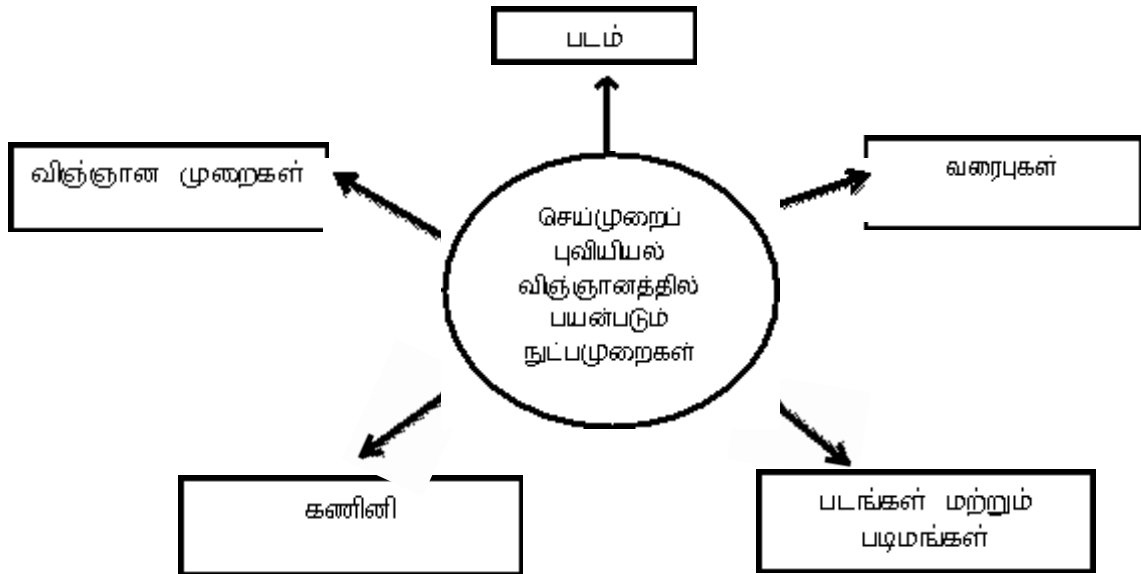 படம்
விஞ்ஞான முறைகள்
வரைபுகள்
செய்முறைப்
புவியியல்
விஞ்ஞானத்தில்
பயன்படும்
நுட்பமுறைகள்
கணினி
படங்கள் மற்றும்
படிமங்கள்